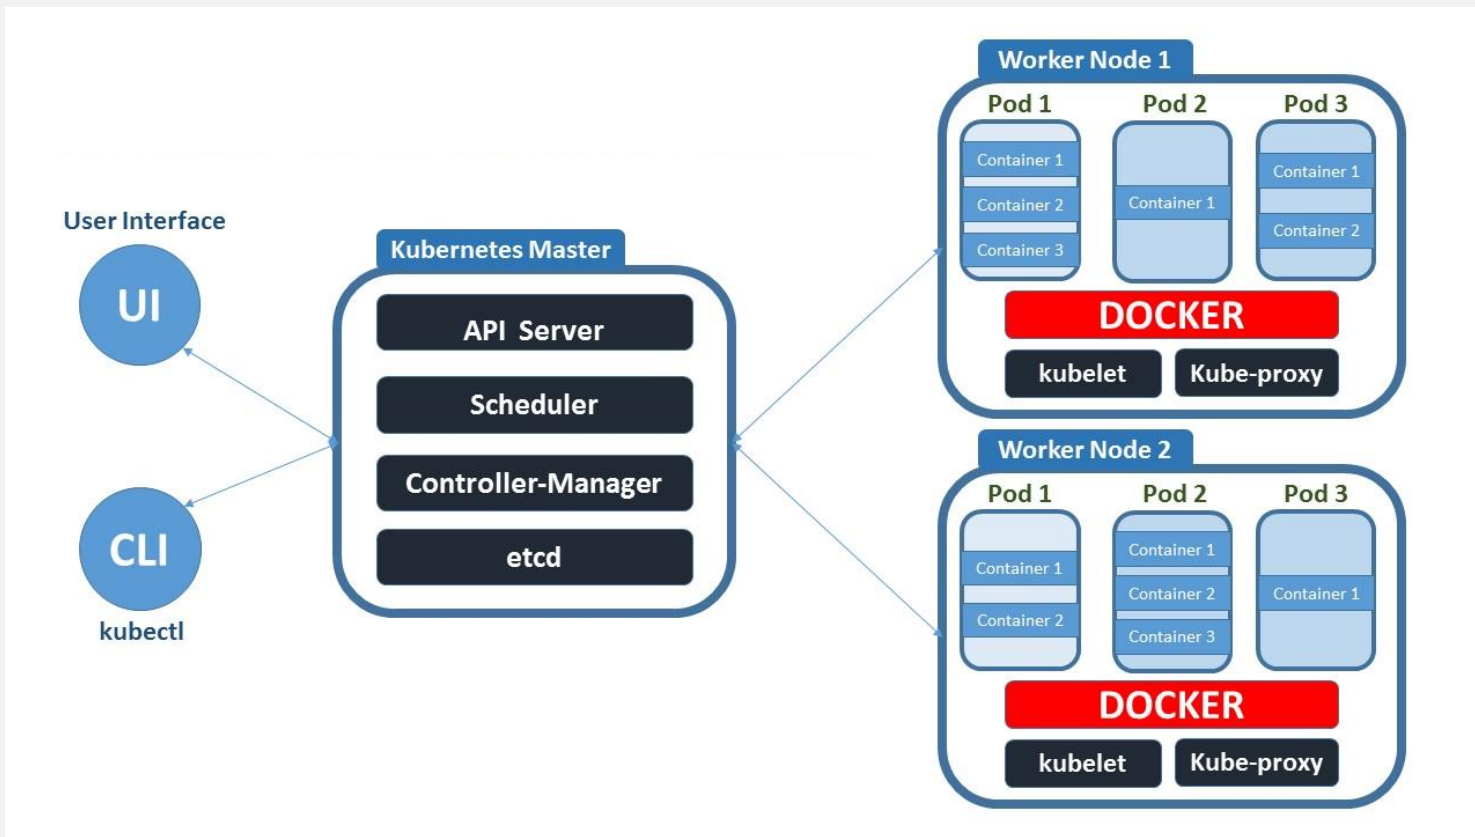 User Interface
UI
CLI
kubectl
Kubernetes Master
API Server
Scheduler
Controller-Manager
etcd
Worker Node 1
Pod 1
Container 1
Container 2
Container 3
Pod 2
Container 1
Pod 3
Container 1
Container 2
DOCKER
kubelet
Kube-proxy
Worker Node 2
Pod 1
Container 1
Container 2
Pod 2
Container 1
Container 2
Container 3
Pod 3
Container 1
DOCKER
kubelet
Kube-proxy